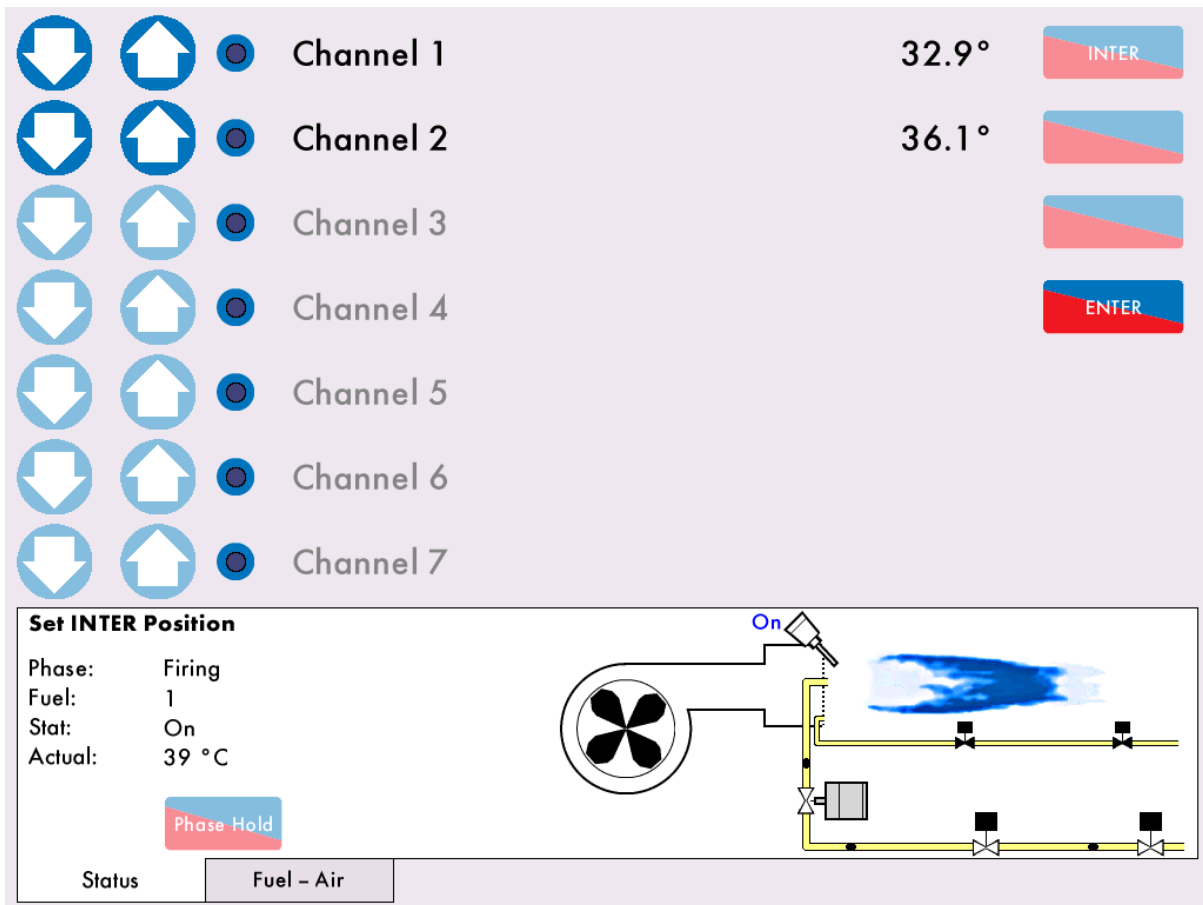 Channel 1 32.9° INTER
Channel 2 36.1°
Channel 3
Channel 4 ENTER
Channel 5
Channel 6
Channel 7
Set INTER Position
On
Phase: Firing
Fuel: 1
Stat: On
Actual: 39 °C
Phase Hold
Status Fuel – Air